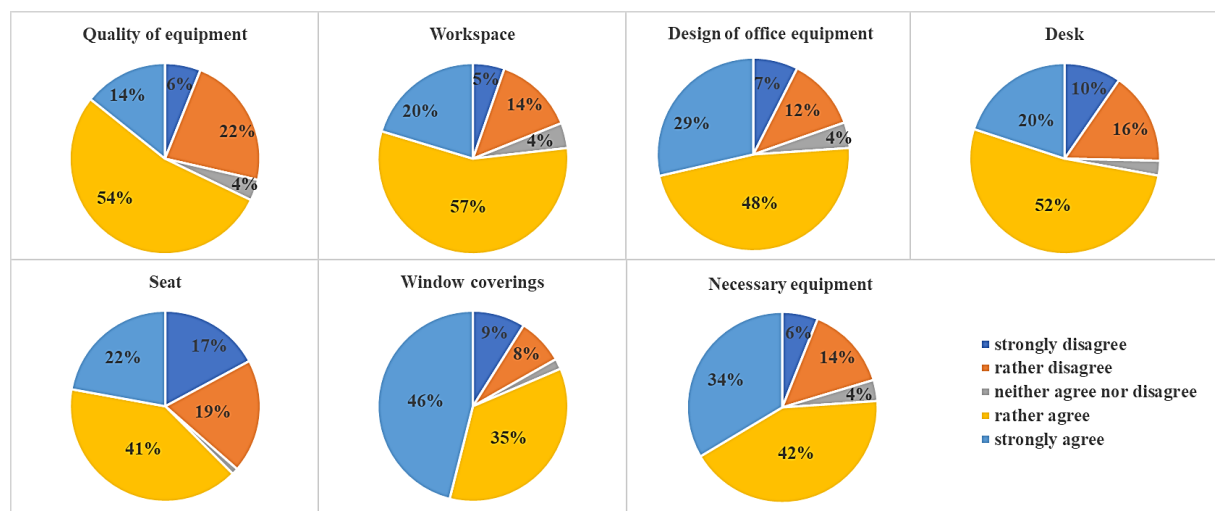 Quality of equipment
6%
22%
4%
54%
14%
Workspace
5%
14%
4%
57%
20%
Design of office equipment
7%
12%
4%
48%
29%
Desk
10%
16%
52%
20%
Seat
17%
19%
41%
22%
Window coverings
9%
8%
35%
46%
Necessary equipment
6%
14%
4%
42%
34%
strongly disagree
rather disagree
neither agree nor disagree
rather agree
strongly agree